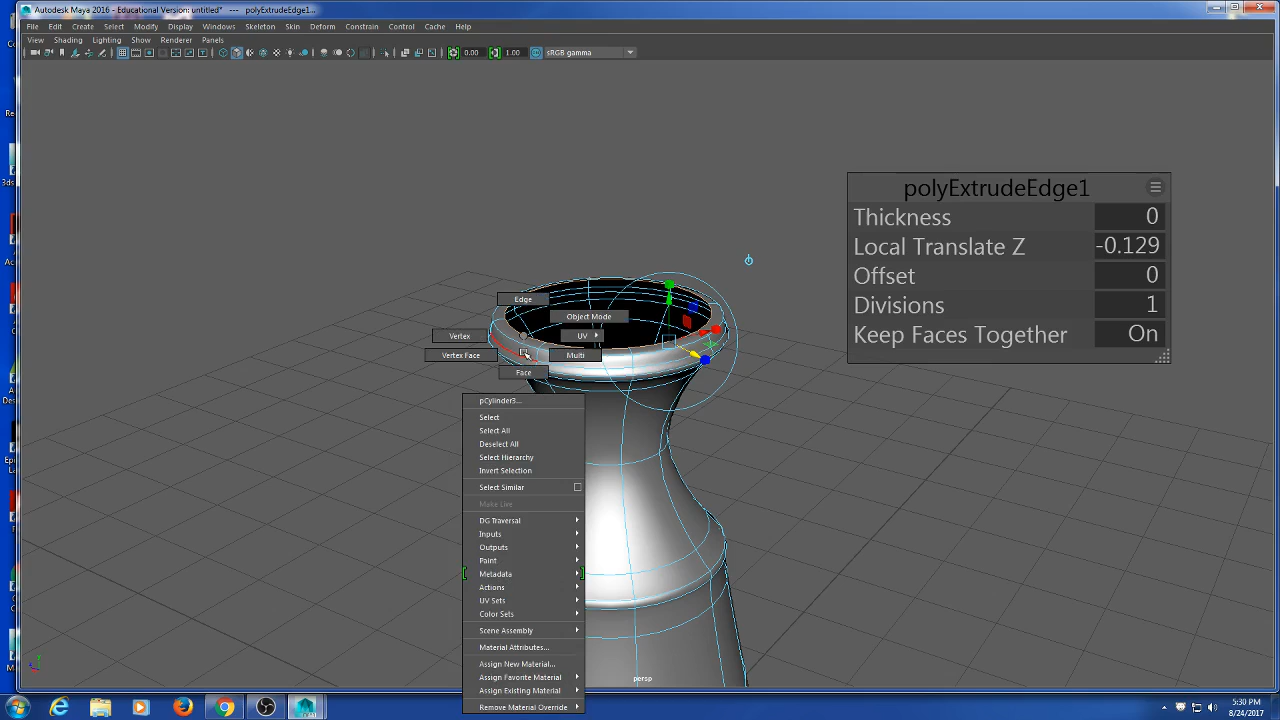 Autodesk Maya 2016 - Educational Version: untitled* --- polyExtrudeEdge1...
File Edit Create Select Modify Display Windows Skeleton Skin Deform Constrain Control Cache Help
View Shading Lighting Show Renderer Panels
0.00 1.00 sRGB gamma
polyExtrudeEdge1
Thickness 0
Local Translate Z -0.129
Offset 0
Divisions 1
Keep Faces Together On
Edge
Object Mode
Vertex
UV
Vertex Face
Multi
Face
pCylinder3...
Select
Select All
Deselect All
Select Hierarchy
Invert Selection
Select Similar
Make Live
DG Traversal
Inputs
Outputs
Paint
Metadata
Actions
UV Sets
Color Sets
Scene Assembly
Material Attributes...
Assign New Material...
Assign Favorite Material
Assign Existing Material
Remove Material Override
persp
3ds
5:30 PM
8/24/2017